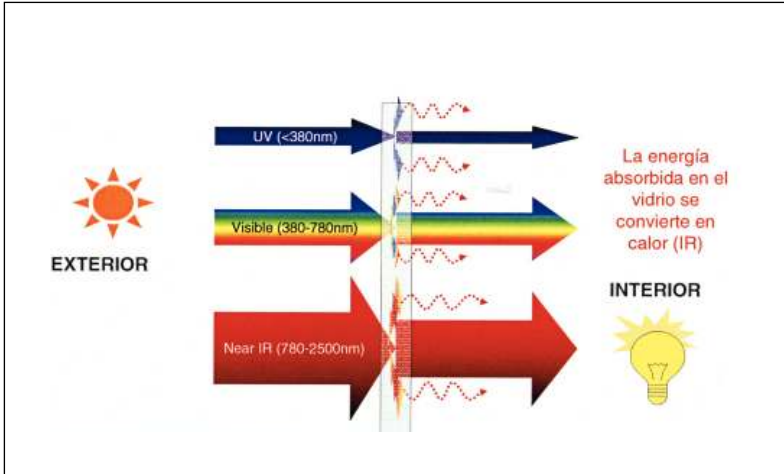 UV (<380nm)
La energía
absorbida en el
vidrio se
convierte en
calor (IR)
Visible (380-780nm)
EXTERIOR
INTERIOR
Near IR (780-2500nm)